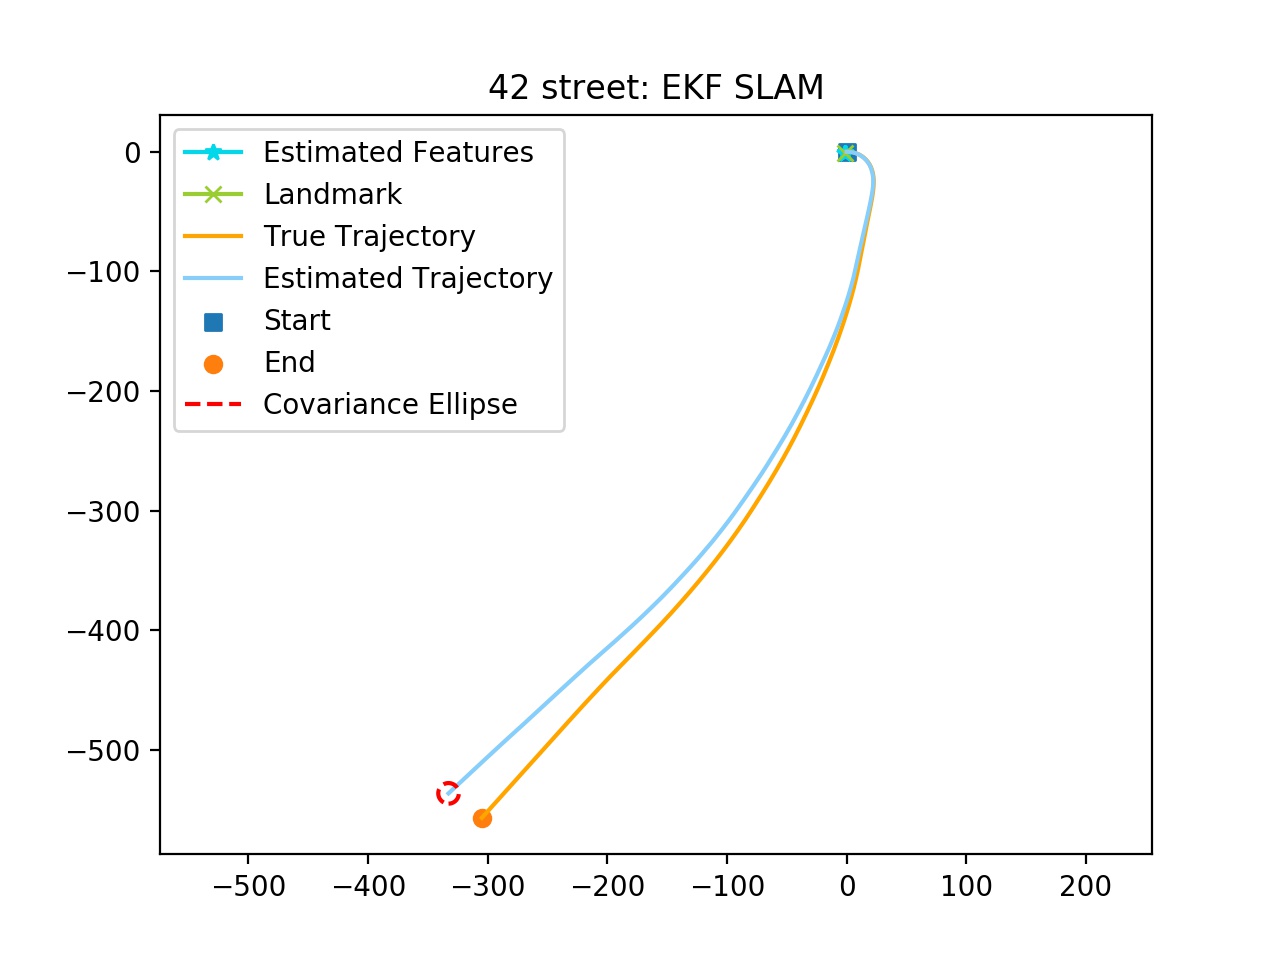 42 street: EKF SLAM
Estimated Features
Landmark
True Trajectory
Estimated Trajectory
Start
End
Covariance Ellipse
0
−100
−200
−300
−400
−500
−500 −400 −300 −200 −100 0 100 200